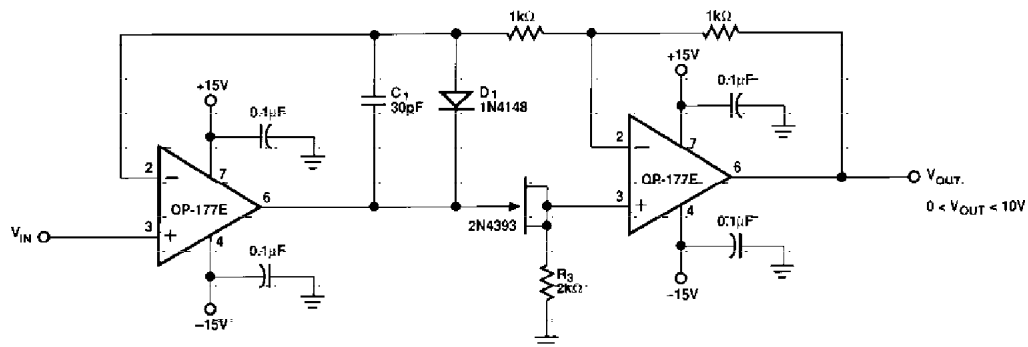 1kΩ
1kΩ
+15V
0.1µF
C1
30pF
D1
1N4148
+15V
0.1µF
2
7
OP-177E
6
3
4
VIN
0.1µF
–15V
2N4393
R3
2kΩ
2
7
OP-177E
6
3
4
VOUT
0 < VOUT < 10V
0.1µF
–15V